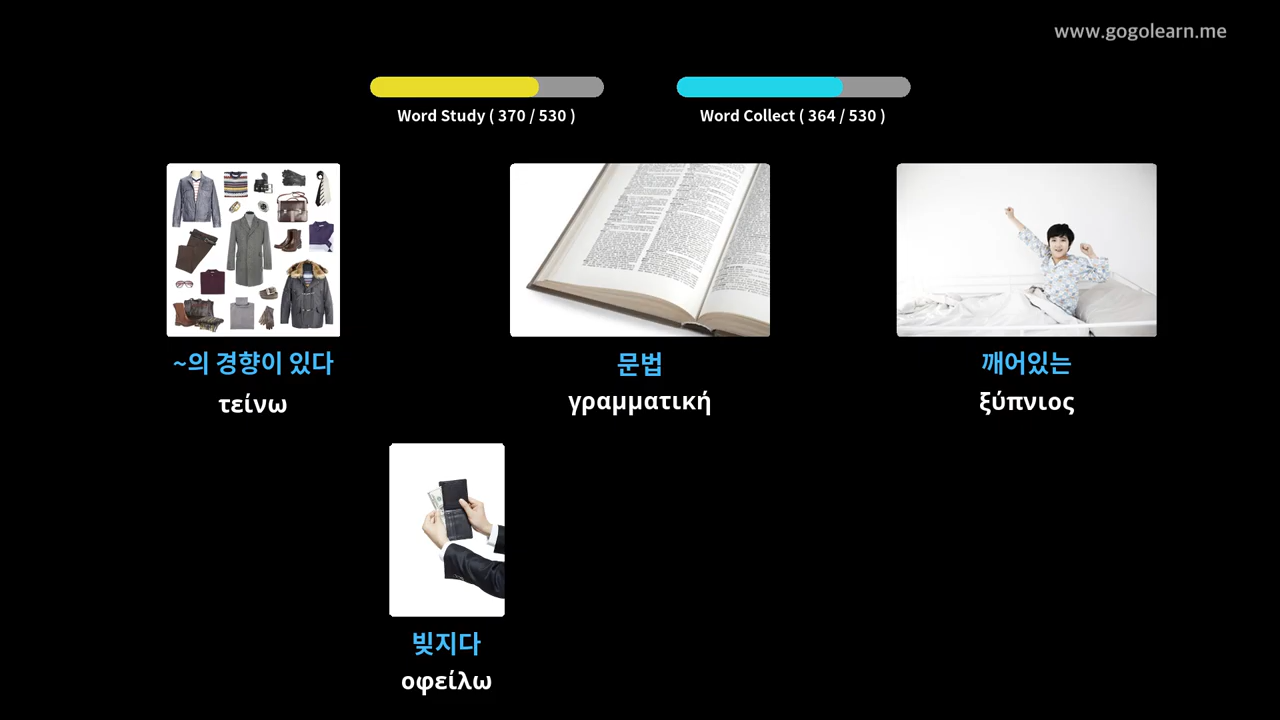 www.gogolearn.me
Word Study ( 370 / 530 )
Word Collect ( 364 / 530 )
~의 경향이 있다
τείνω
문법
γραμματική
깨어있는
ξύπνιος
빚지다
οφείλω